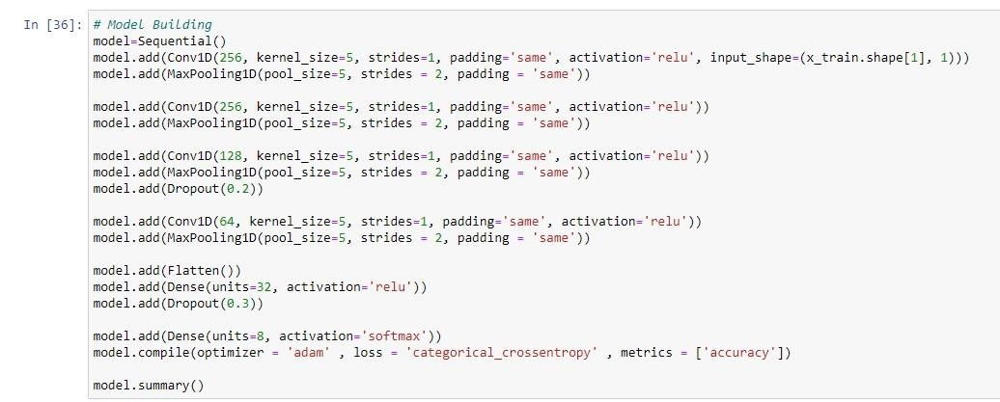 In [36]: # Model Building
model=Sequential()
model.add(Conv1D(256, kernel_size=5, strides=1, padding='same', activation='relu', input_shape=(x_train.shape[1], 1)))
model.add(MaxPooling1D(pool_size=5, strides = 2, padding = 'same'))
model.add(Conv1D(256, kernel_size=5, strides=1, padding='same', activation='relu'))
model.add(MaxPooling1D(pool_size=5, strides = 2, padding = 'same'))
model.add(Conv1D(128, kernel_size=5, strides=1, padding='same', activation='relu'))
model.add(MaxPooling1D(pool_size=5, strides = 2, padding = 'same'))
model.add(Dropout(0.2))
model.add(Conv1D(64, kernel_size=5, strides=1, padding='same', activation='relu'))
model.add(MaxPooling1D(pool_size=5, strides = 2, padding = 'same'))
model.add(Flatten())
model.add(Dense(units=32, activation='relu'))
model.add(Dropout(0.3))
model.add(Dense(units=8, activation='softmax'))
model.compile(optimizer = 'adam' , loss = 'categorical_crossentropy' , metrics = ['accuracy'])
model.summary()